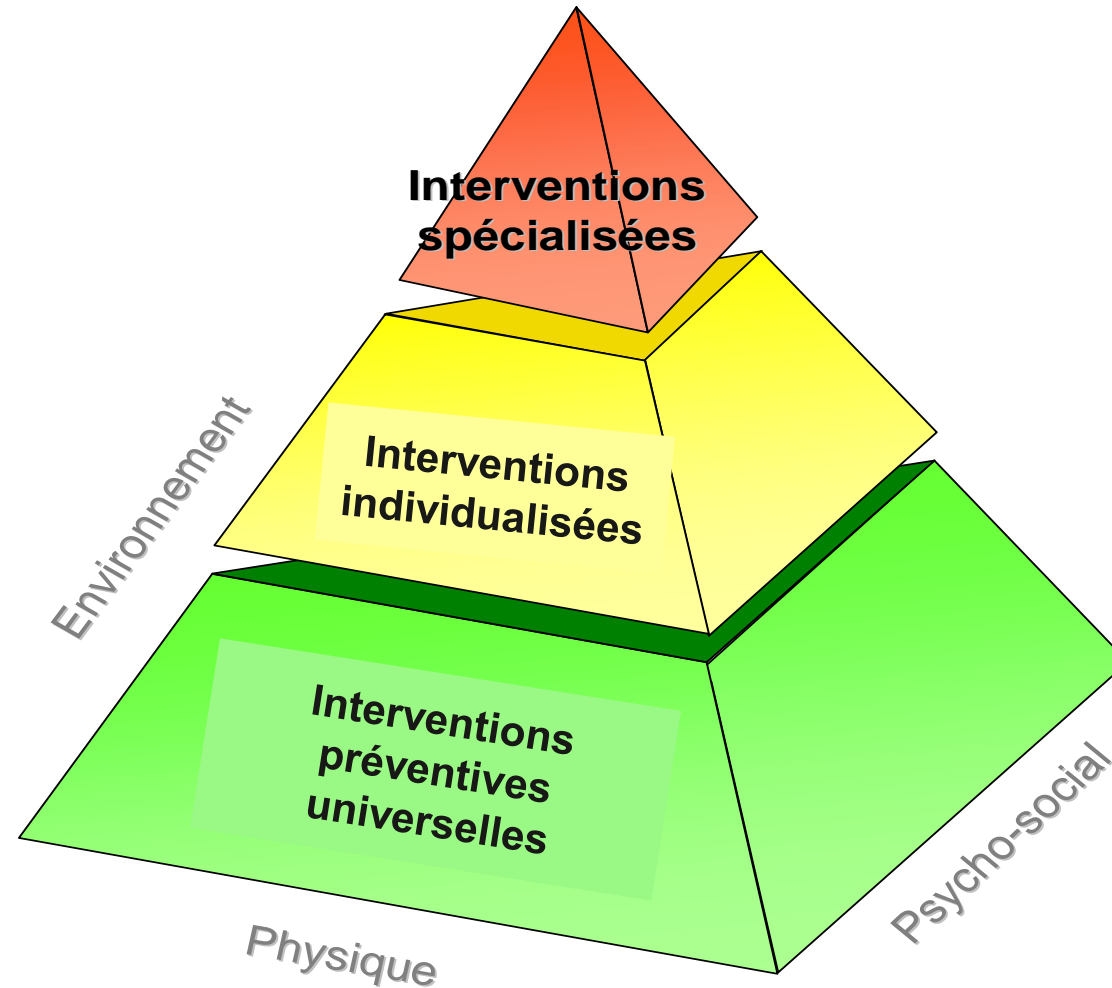 Interventions
spécialisées
Environnement
Interventions
individualisées
Interventions
préventives
universelles
Psycho-social
Physique